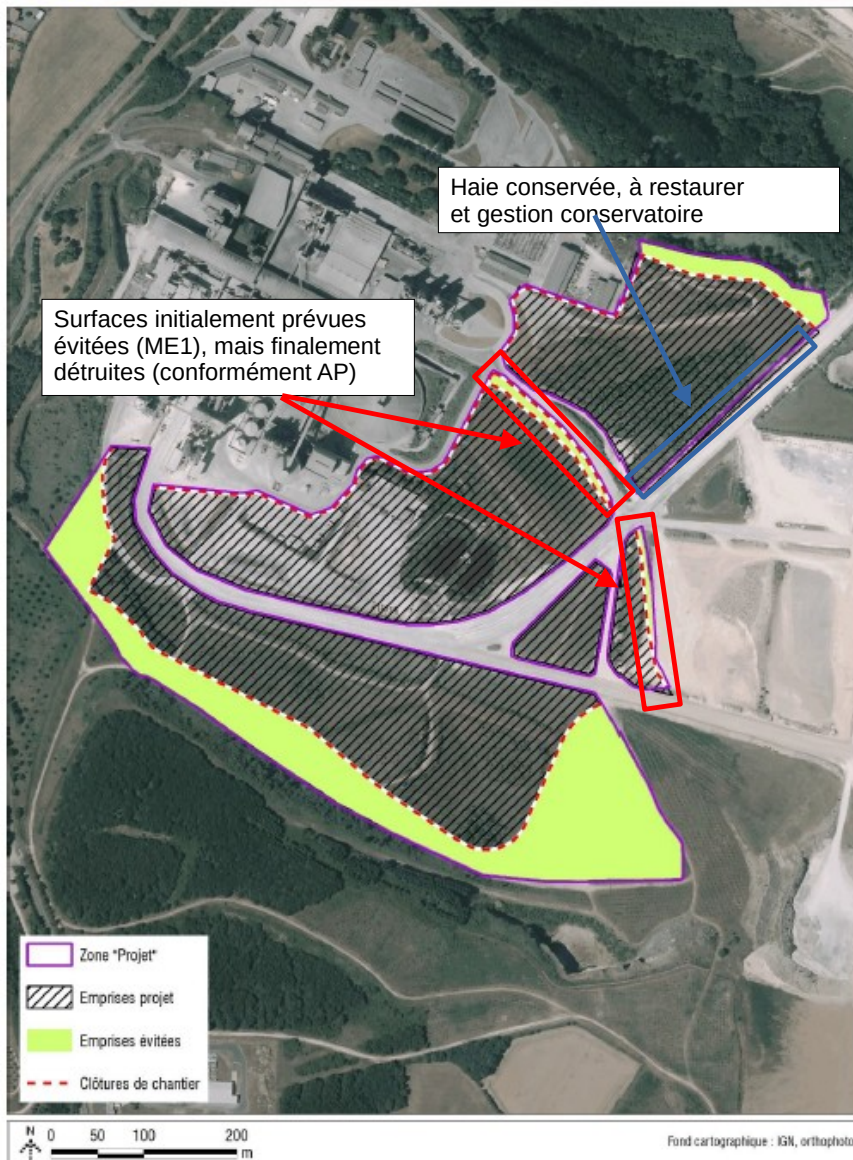 Haie conservée, à restaurer
et gestion conservatoire
Surfaces initialement prévues
évitées (ME1), mais finalement
détruites (conformément AP)
Zone "Projet"
Emprises projet
Emprises évitées
Clôtures de chantier
N 0 50 100 200
m
Fond cartographique : IGN, orthophoto